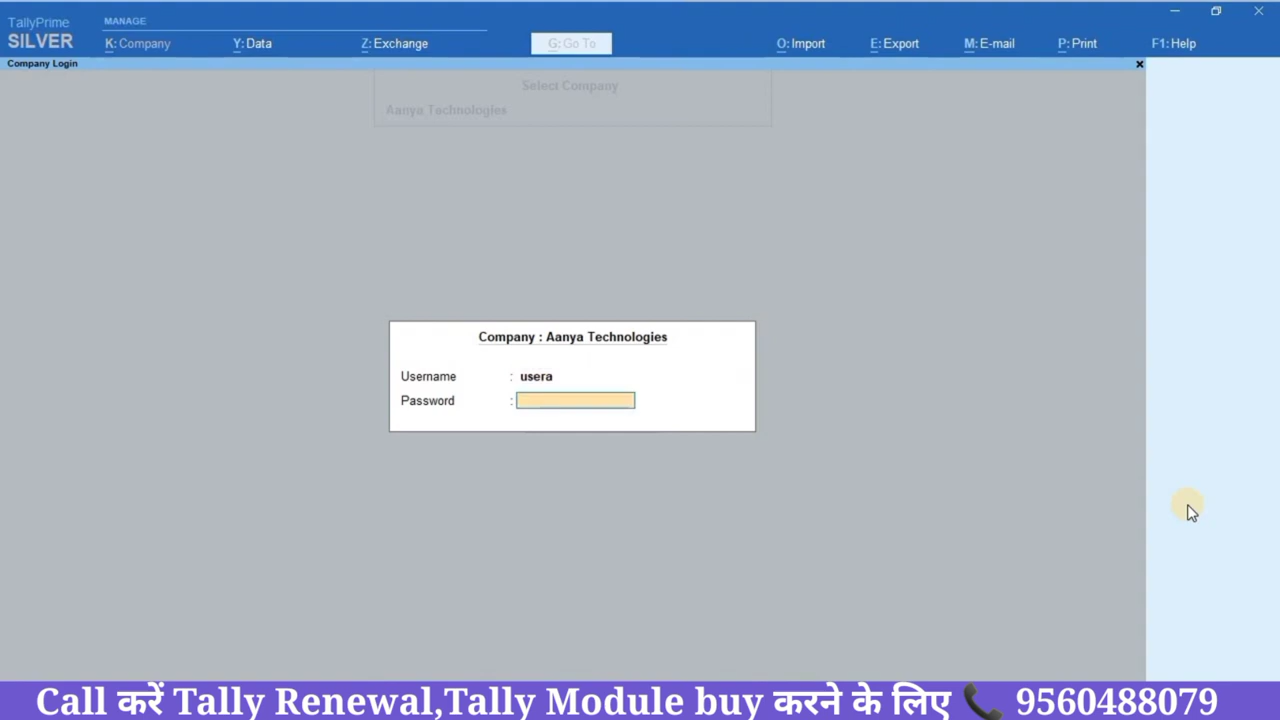 TallyPrime
SILVER
MANAGE
K: Company Y: Data Z: Exchange G: Go To O: Import E: Export M: E-mail P: Print F1: Help
Company Login
Select Company
Aanya Technologies
Company : Aanya Technologies
Username : usera
Password :
Call करें Tally Renewal,Tally Module buy करने के लिए 📞 9560488079